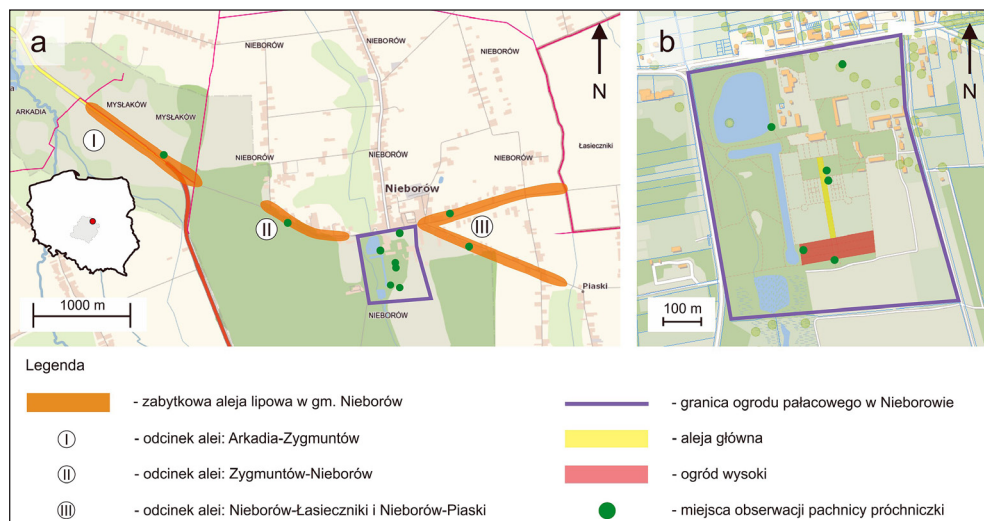 a
NIEBORÓW
NIEBORÓW
NIEBORÓW
N
b
N
ARKADIA
MYSŁAKÓW
MYSŁAKÓW
I
NIEBORÓW
NIEBORÓW
Łasieczniki
Nieborów
II
III
1000 m
Piaski
NIEBORÓW
100 m
Legenda
- zabytkowa aleja lipowa w gm. Nieborów
- granica ogrodu pałacowego w Nieborowie
I - odcinek alei: Arkadia-Zygmuntów
- aleja główna
II - odcinek alei: Zygmuntów-Nieborów
- ogród wysoki
III - odcinek alei: Nieborów-Łasieczniki i Nieborów-Piaski
- miejsca obserwacji pachnicy próchniczki